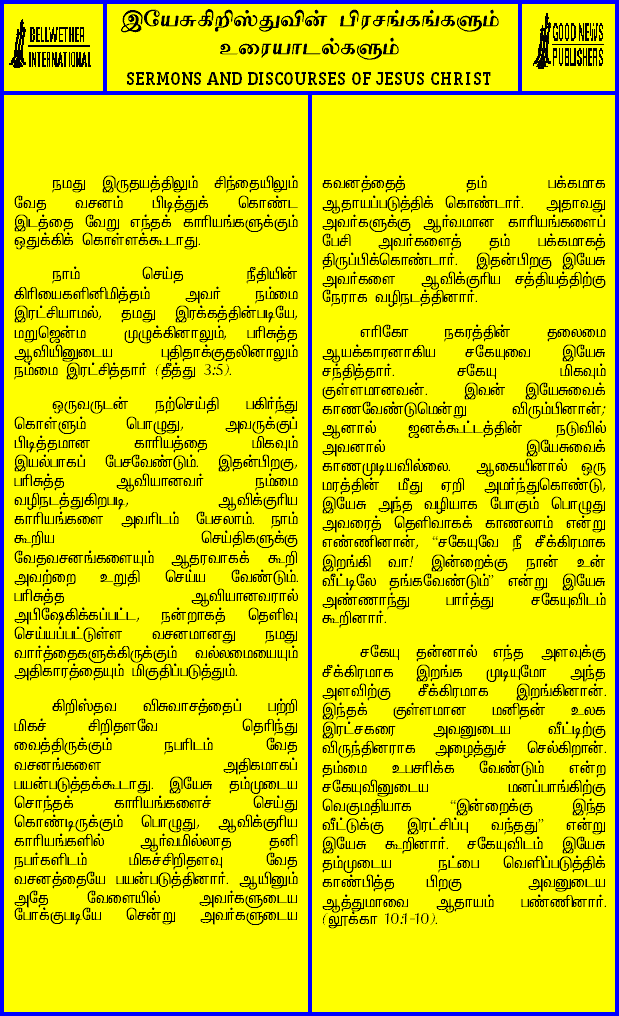 BELLWETHER
INTERNATIONAL
இயேசுகிறிஸ்துவின் பிரசங்கங்களும்
உரையாடல்களும்
SERMONS AND DISCOURSES OF JESUS CHRIST
GOOD NEWS
PUBLISHERS
நமது இருதயத்திலும் சிந்தையிலும்
வேத வசனம் பிடித்துக் கொண்ட
இடத்தை வேறு எந்தக் காரியங்களுக்கும்
ஒதுக்கிக் கொள்ளக்கூடாது.
நாம் செய்த நீதியின்
கிரியைகளினிமித்தம் அவர் நம்மை
இரட்சியாமல், தமது இரக்கத்தின்படியே,
மறுஜென்ம முழுக்கினாலும், பரிசுத்த
ஆவியினுடைய புதிதாக்குதலினாலும்
நம்மை இரட்சித்தார் (தீத்து 3:5).
ஒருவருடன் நற்செய்தி பகிர்ந்து
கொள்ளும் பொழுது, அவருக்குப்
பிடித்தமான காரியத்தை மிகவும்
இயல்பாகப் பேசவேண்டும். இதன்பிறகு,
பரிசுத்த ஆவியானவர் நம்மை
வழிநடத்துகிறபடி, ஆவிக்குரிய
காரியங்களை அவரிடம் பேசலாம். நாம்
கூறிய செய்திகளுக்கு
வேதவசனங்களையும் ஆதரவாகக் கூறி
அவற்றை உறுதி செய்ய வேண்டும்.
பரிசுத்த ஆவியானவரால்
அபிஷேகிக்கப்பட்ட, நன்றாகத் தெளிவு
செய்யப்பட்டுள்ள வசனமானது நமது
வார்த்தைகளுக்கிருக்கும் வல்லமையையும்
அதிகாரத்தையும் மிகுதிப்படுத்தும்.
கிறிஸ்தவ விசுவாசத்தைப் பற்றி
மிகச் சிறிதளவே தெரிந்து
வைத்திருக்கும் நபரிடம் வேத
வசனங்களை அதிகமாகப்
பயன்படுத்தக்கூடாது. இயேசு தம்முடைய
சொந்தக் காரியங்களைச் செய்து
கொண்டிருக்கும் பொழுது, ஆவிக்குரிய
காரியங்களில் ஆர்வமில்லாத தனி
நபர்களிடம் மிகச்சிறிதளவு வேத
வசனத்தையே பயன்படுத்தினார். ஆயினும்
அதே வேளையில் அவர்களுடைய
போக்குபடியே சென்று அவர்களுடைய
கவனத்தைத் தம் பக்கமாக
ஆதாயப்படுத்திக் கொண்டார். அதாவது
அவர்களுக்கு ஆர்வமான காரியங்களைப்
பேசி அவர்களைத் தம் பக்கமாகத்
திருப்பிக்கொண்டார். இதன்பிறகு இயேசு
அவர்களை ஆவிக்குரிய சத்தியத்திற்கு
நேராக வழிநடத்தினார்.
எரிகோ நகரத்தின் தலைமை
ஆயக்காரனாகிய சகேயுவை இயேசு
சந்தித்தார். சகேயு மிகவும்
குள்ளமானவன். இவன் இயேசுவைக்
காணவேண்டுமென்று விரும்பினான்;
ஆனால் ஜனக்கூட்டத்தின் நடுவில்
அவனால் இயேசுவைக்
காணமுடியவில்லை. ஆகையினால் ஒரு
மரத்தின் மீது ஏறி அமர்ந்துகொண்டு,
இயேசு அந்த வழியாக போகும் பொழுது
அவரைத் தெளிவாகக் காணலாம் என்று
எண்ணினான், "சகேயுவே நீ சீக்கிரமாக
இறங்கி வா! இன்றைக்கு நான் உன்
வீட்டிலே தங்கவேண்டும்" என்று இயேசு
அண்ணாந்து பார்த்து சகேயுவிடம்
கூறினார்.
சகேயு தன்னால் எந்த அளவுக்கு
சீக்கிரமாக இறங்க முடியுமோ அந்த
அளவிற்கு சீக்கிரமாக இறங்கினான்.
இந்தக் குள்ளமான மனிதன் உலக
இரட்சகரை அவனுடைய வீட்டிற்கு
விருந்தினராக அழைத்துச் செல்கிறான்.
தம்மை உபசரிக்க வேண்டும் என்ற
சகேயுவினுடைய மனப்பாங்கிற்கு
வெகுமதியாக "இன்றைக்கு இந்த
வீட்டுக்கு இரட்சிப்பு வந்தது" என்று
இயேசு கூறினார். சகேயுவிடம் இயேசு
தம்முடைய நட்பை வெளிப்படுத்திக்
காண்பித்த பிறகு அவனுடைய
ஆத்துமாவை ஆதாயம் பண்ணினார்.
(லூக்கா 10:1-10).